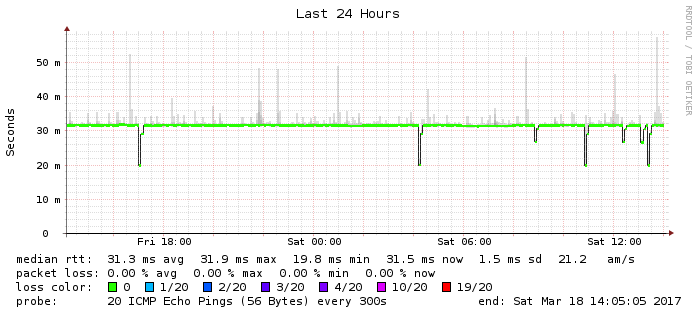 Last 24 Hours
RRDTOOL / TOBI OETIKER
Seconds
50 m
40 m
30 m
20 m
10 m
0
Fri 18:00 Sat 00:00 Sat 06:00 Sat 12:00
median rtt: 31.3 ms avg 31.9 ms max 19.8 ms min 31.5 ms now 1.5 ms sd 21.2 am/s
packet loss: 0.00 % avg 0.00 % max 0.00 % min 0.00 % now
loss color: 0 1/20 2/20 3/20 4/20 10/20 19/20
probe: 20 ICMP Echo Pings (56 Bytes) every 300s end: Sat Mar 18 14:05:05 2017